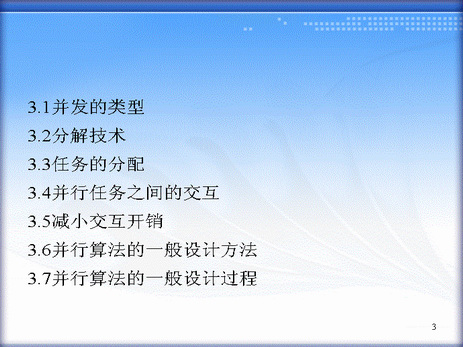 3.1并发的类型
3.2分解技术
3.3任务的分配
3.4并行任务之间的交互
3.5减小交互开销
3.6并行算法的一般设计方法
3.7并行算法的一般设计过程
3